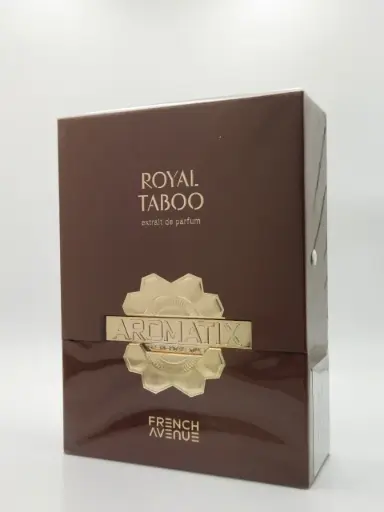 ROYAL
TABOO
extrait de parfum
AROMATIX
FRENCH
AVENUE